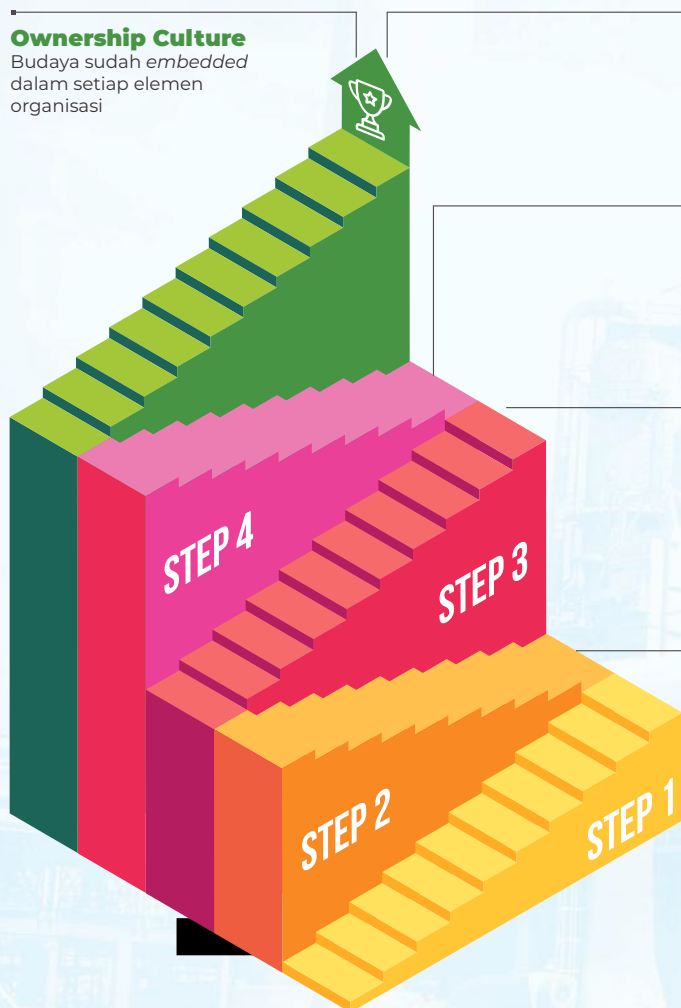 Ownership Culture
Budaya sudah embedded
dalam setiap elemen
organisasi
STEP 4
STEP 3
STEP 2
STEP 1